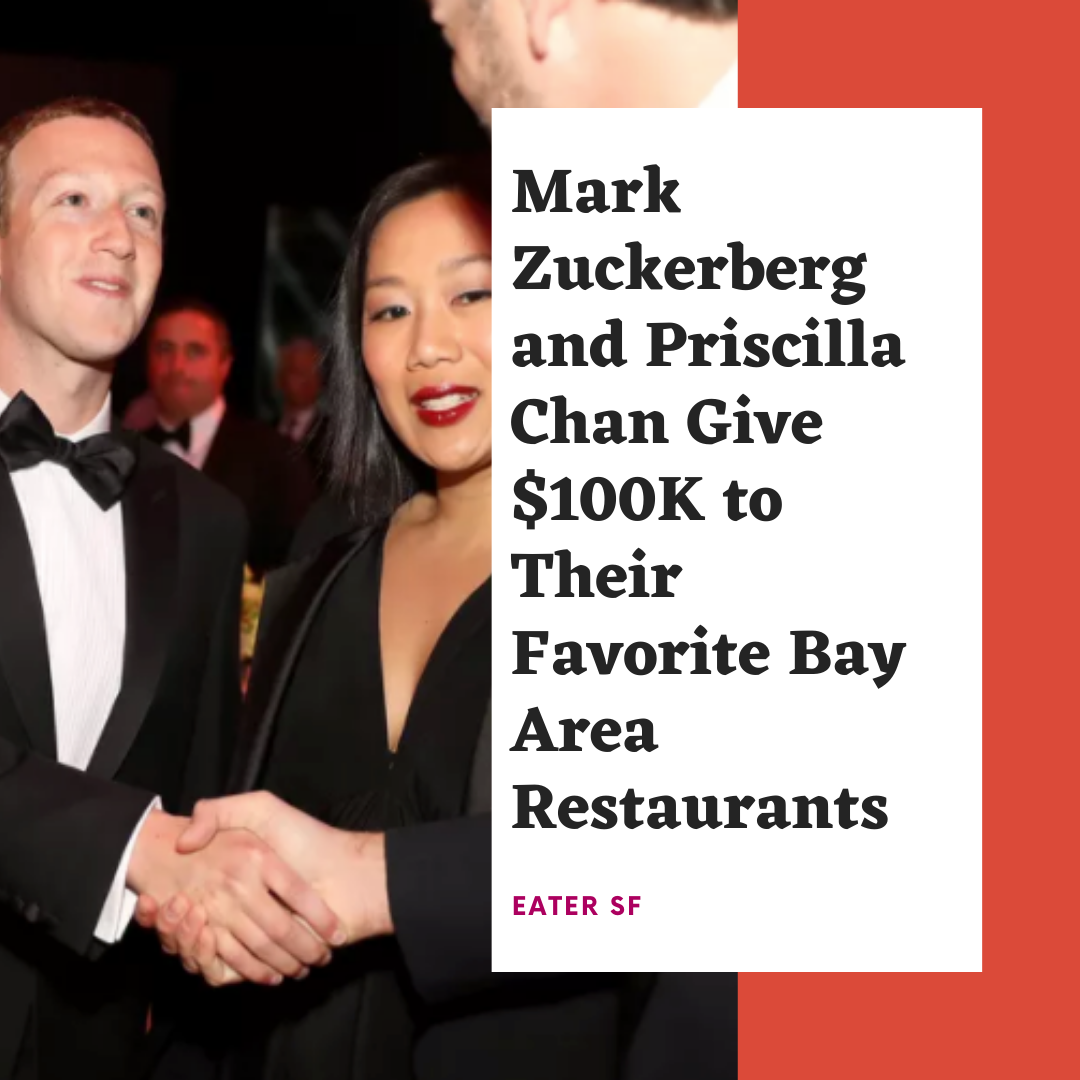 Mark
Zuckerberg
and Priscilla
Chan Give
$100K to
Their
Favorite Bay
Area
Restaurants
EATER SF